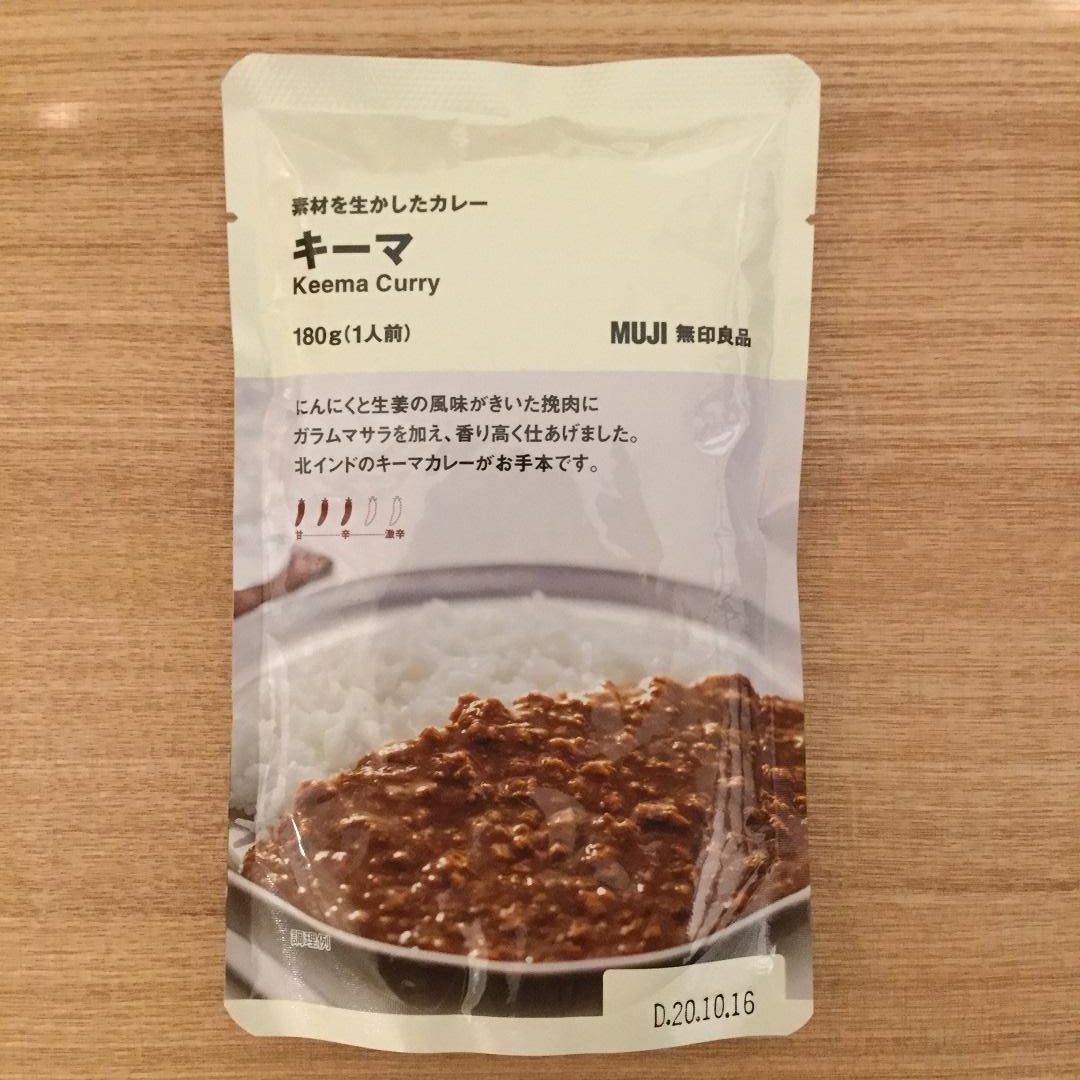 素材を生かしたカレー
キーマ
Keema Curry
180g(1人前)
MUJI 無印良品
にんにくと生姜の風味がきいた挽肉に
ガラムマサラを加え、香り高く仕あげました。
北インドのキーマカレーがお手本です。
甘 辛 激辛
調理例
D.20.10.16